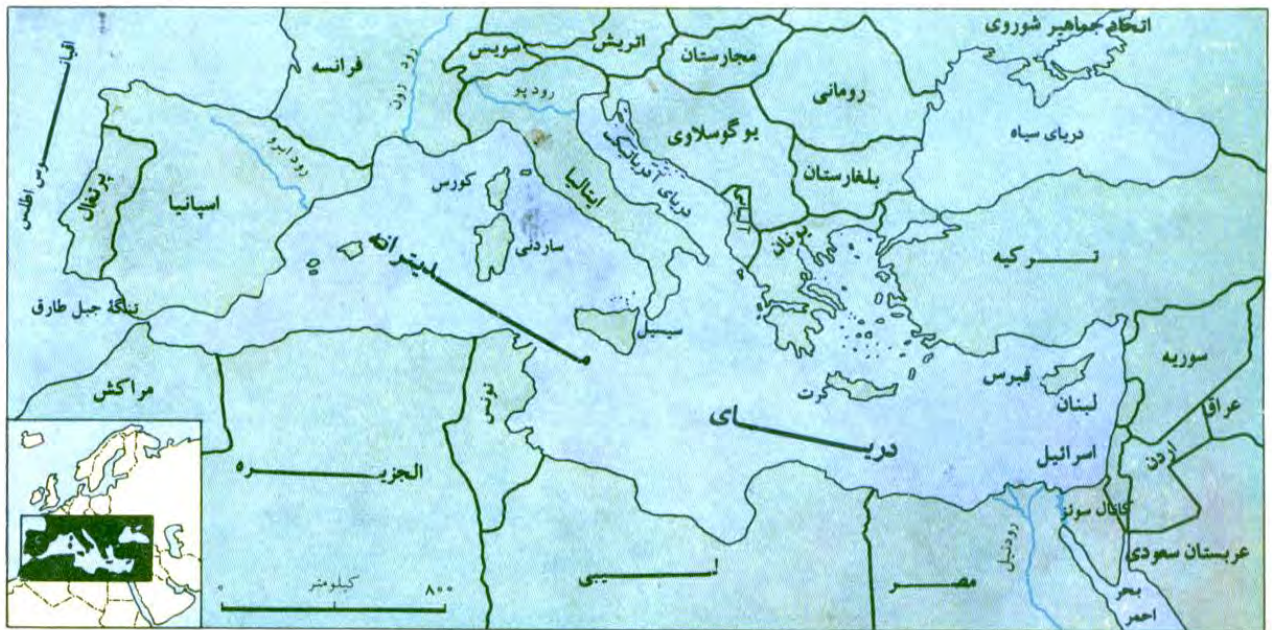 اتحاد جماهیر شوروی
اقیانوس اطلس
فرانسه
رود رون
سویس
اتریش
مجارستان
رومانی
دریای سیاه
رود پو
یوگوسلاوی
بلغارستان
دریای آدریاتیک
ایتالیا
کورس
ساردنی
رود ابرو
اسپانیا
پرتغال
یونان
ترکیه
دریای مدیترانه
تنگهٔ جبل طارق
سیسیل
کرت
قبرس
سوریه
لبنان
عراق
اسرائیل
اردن
مراکش
الجزیره
تونس
لیبی
مصر
رود نیل
کانال سوئز
عربستان سعودی
بحر
احمر
۰ کیلومتر ۸۰۰